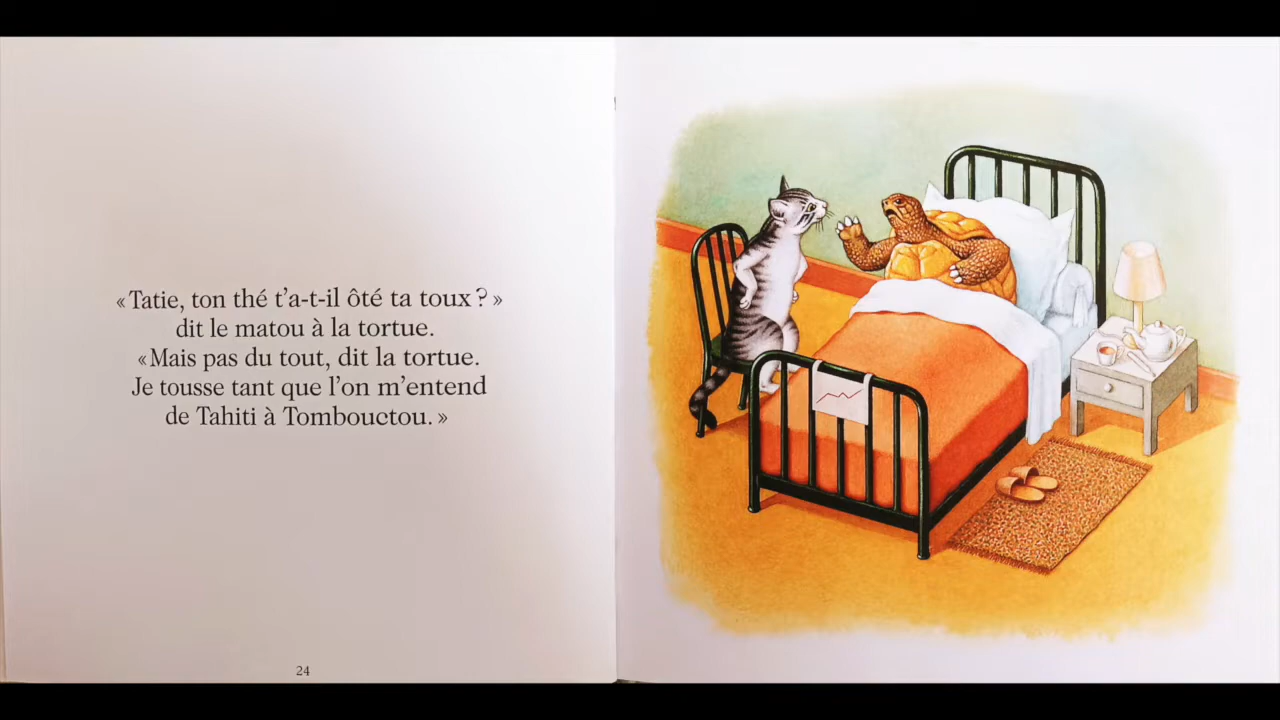 « Tatie, ton thé t’a-t-il ôté ta toux ? »
dit le matou à la tortue.
« Mais pas du tout, dit la tortue.
Je tousse tant que l’on m’entend
de Tahiti à Tombouctou. »
24